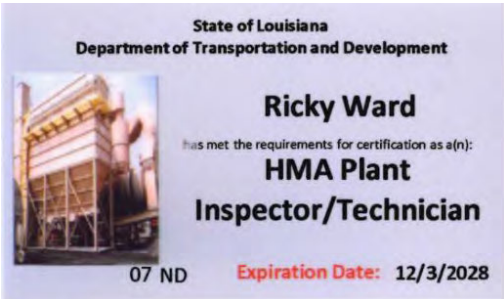 State of Louisiana
Department of Transportation and Development
Ricky Ward
has met the requirements for certification as a(n):
HMA Plant
Inspector/Technician
07 ND
Expiration Date: 12/3/2028